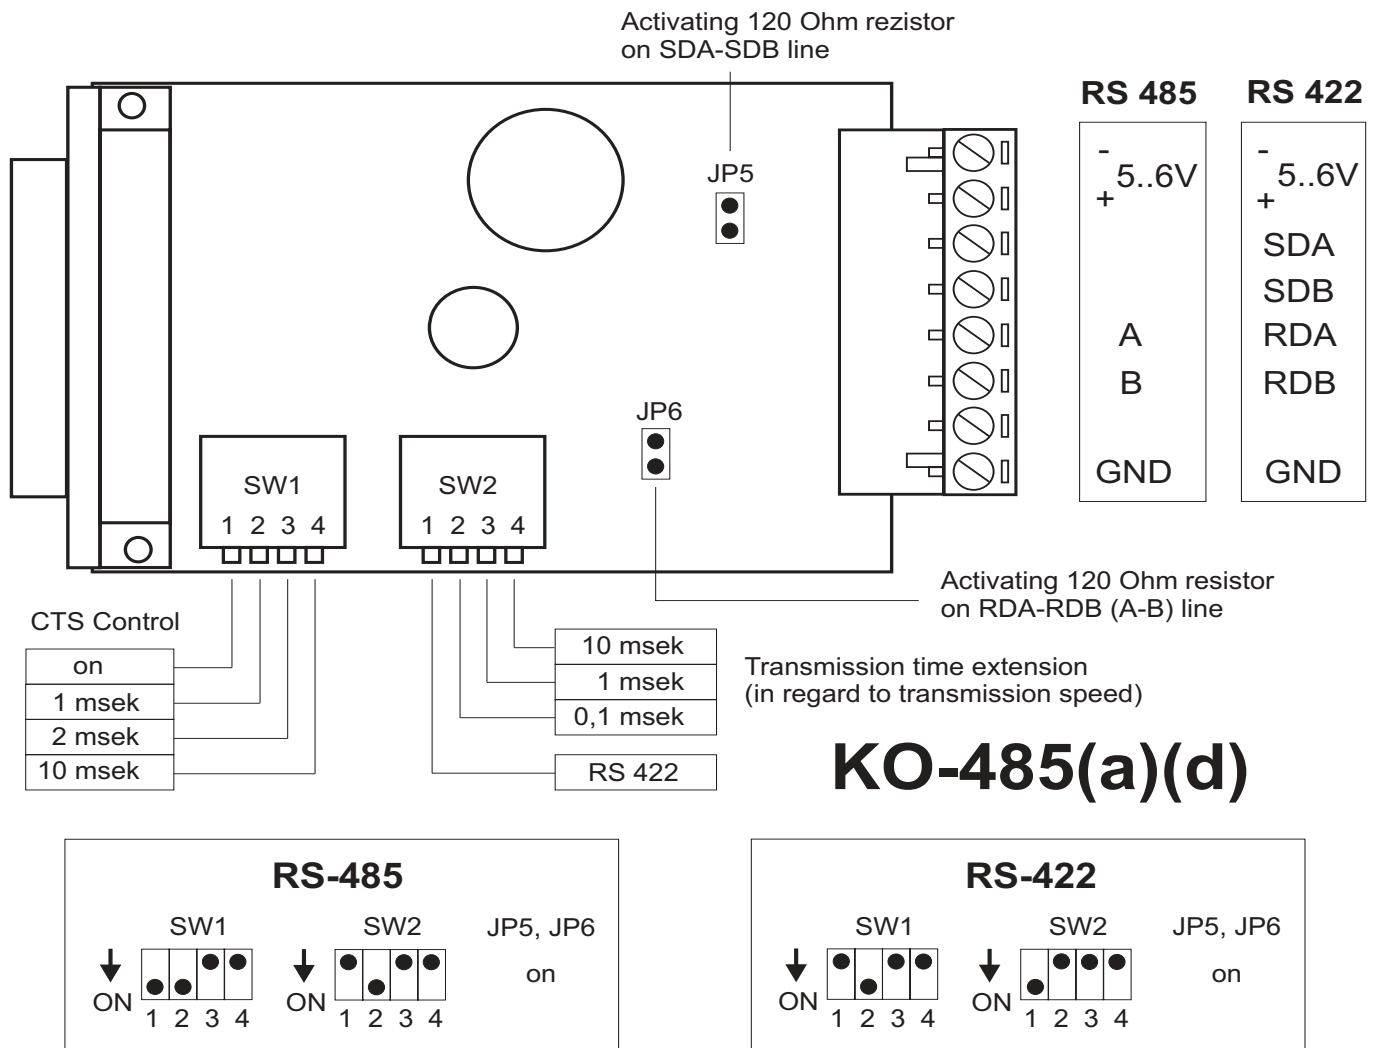 Activating 120 Ohm rezistor
on SDA-SDB line
RS 485
RS 422
-
5..6V
+
-
5..6V
+
JP5
SDA
SDB
A
RDA
B
RDB
GND
GND
JP6
SW1
1 2 3 4
SW2
1 2 3 4
Activating 120 Ohm resistor
on RDA-RDB (A-B) line
CTS Control
on
1 msek
2 msek
10 msek
10 msek
1 msek
0,1 msek
RS 422
Transmission time extension
(in regard to transmission speed)
KO-485(a)(d)
RS-485
SW1
SW2
JP5, JP6
ON
ON
on
1 2 3 4
1 2 3 4
RS-422
SW1
SW2
JP5, JP6
ON
ON
on
1 2 3 4
1 2 3 4